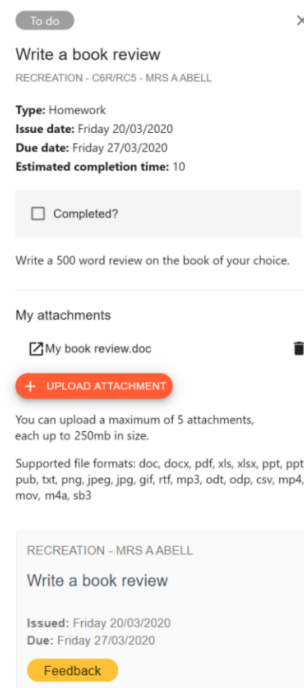 To do
Write a book review
RECREATION - C6R/RC5 - MRS A ABELL
Type: Homework
Issue date: Friday 20/03/2020
Due date: Friday 27/03/2020
Estimated completion time: 10
Completed?
Write a 500 word review on the book of your choice.
My attachments
My book review.doc
+ UPLOAD ATTACHMENT
You can upload a maximum of 5 attachments,
each up to 250mb in size.
Supported file formats: doc, docx, pdf, xls, xlsx, ppt, ppt
pub, txt, png, jpeg, jpg, gif, rtf, mp3, odt, odp, csv, mp4,
mov, m4a, sb3
RECREATION - MRS A ABELL
Write a book review
Issued: Friday 20/03/2020
Due: Friday 27/03/2020
Feedback